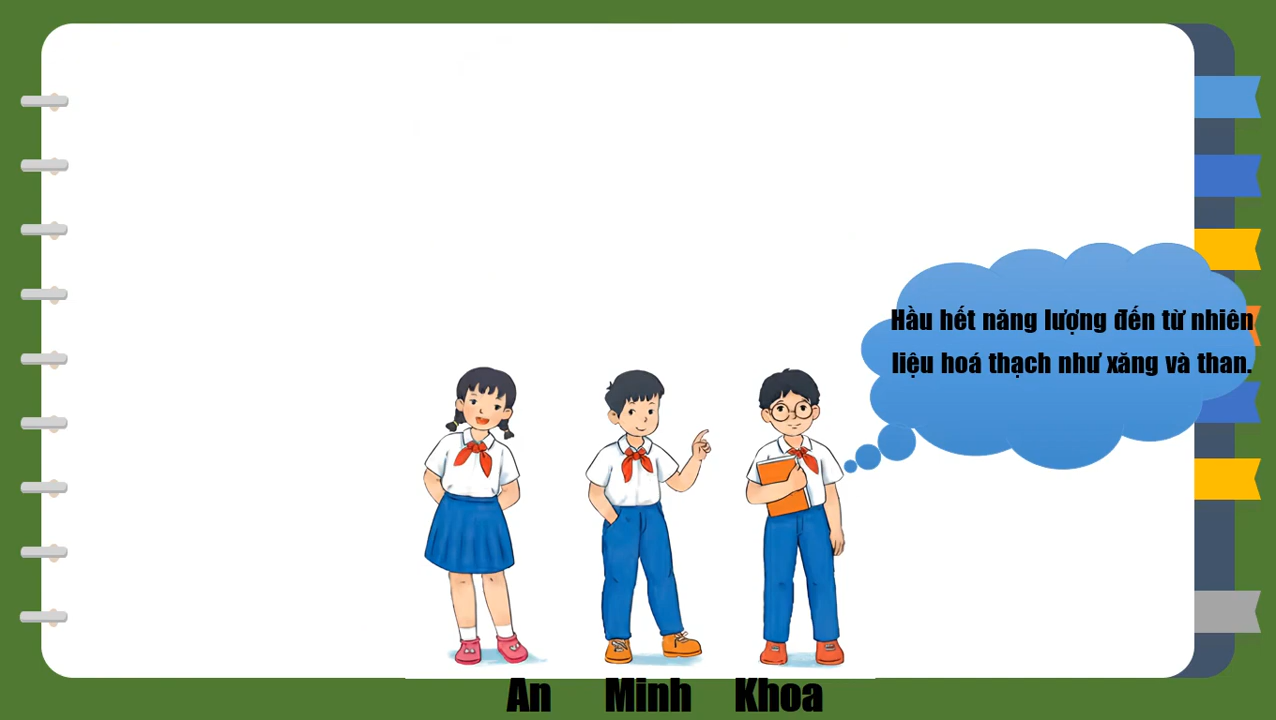 Hầu hết năng lượng đến từ nhiên
liệu hoá thạch như xăng và than.
An Minh Khoa